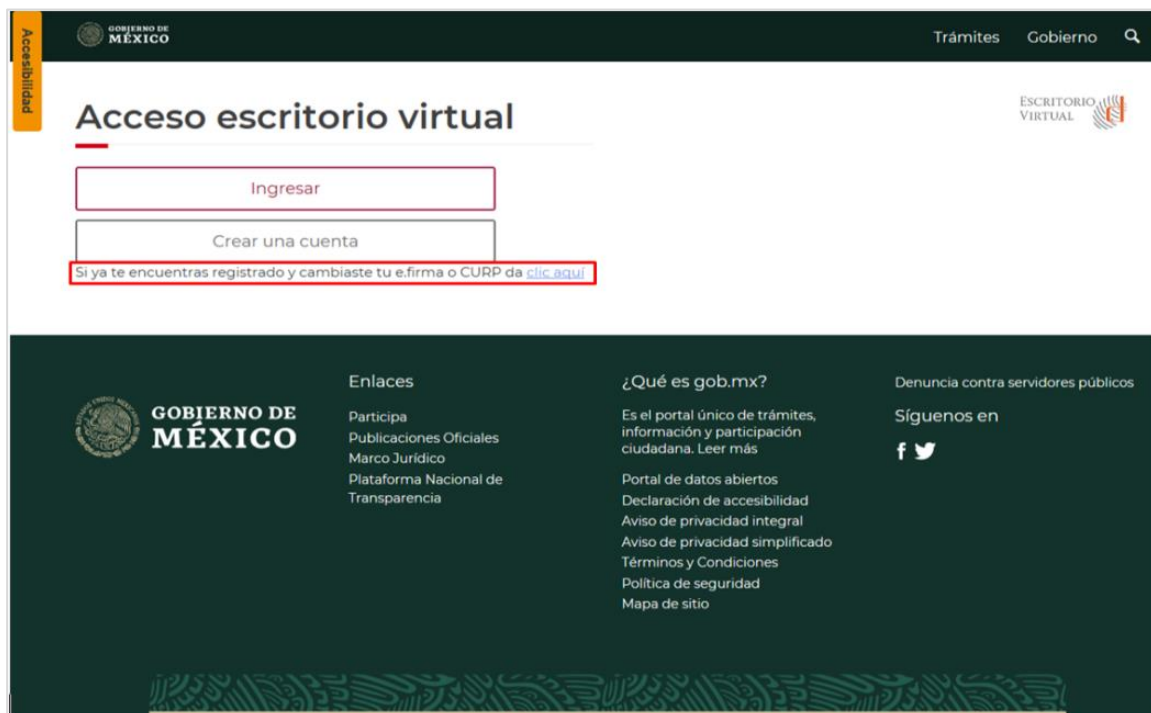 Accesibilidad
GOBIERNO DE
MÉXICO
Trámites Gobierno
Acceso escritorio virtual
ESCRITORIO
VIRTUAL
Ingresar
Crear una cuenta
Si ya te encuentras registrado y cambiaste tu e.firma o CURP da clic aquí
GOBIERNO DE
MÉXICO
Enlaces
Participa
Publicaciones Oficiales
Marco Jurídico
Plataforma Nacional de
Transparencia
¿Qué es gob.mx?
Es el portal único de trámites,
información y participación
ciudadana. Leer más
Portal de datos abiertos
Declaración de accesibilidad
Aviso de privacidad integral
Aviso de privacidad simplificado
Términos y Condiciones
Política de seguridad
Mapa de sitio
Denuncia contra servidores públicos
Síguenos en